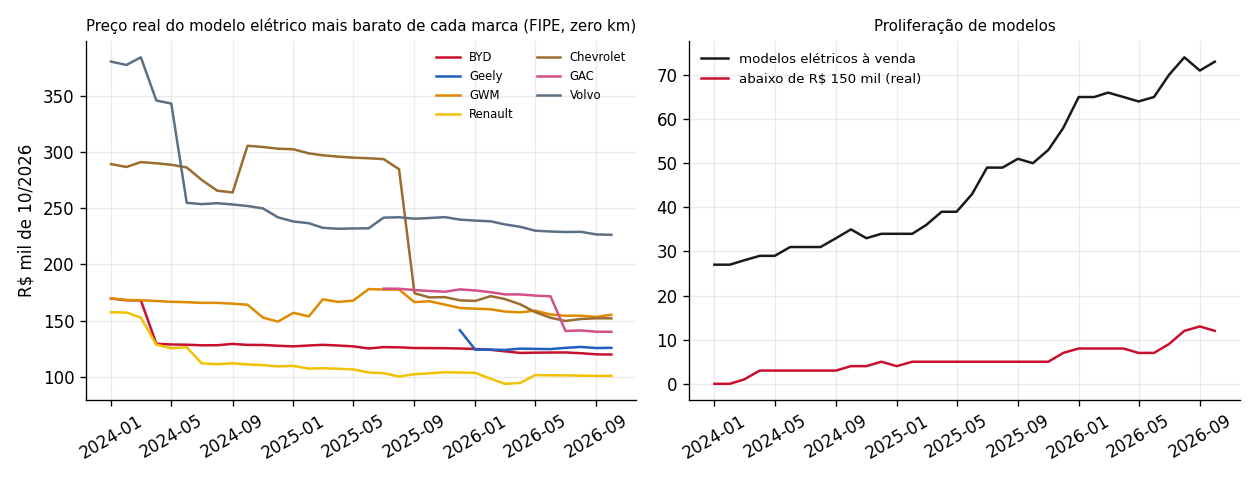 Preço real do modelo elétrico mais barato de cada marca (FIPE, zero km)
R$ mil de 10/2026
350
300
250
200
150
100
BYD
Geely
GWM
Renault
Chevrolet
GAC
Volvo
2024-01
2024-05
2024-09
2025-01
2025-05
2025-09
2026-01
2026-05
2026-09
Proliferação de modelos
modelos elétricos à venda
abaixo de R$ 150 mil (real)
70
60
50
40
30
20
10
0
2024-01
2024-05
2024-09
2025-01
2025-05
2025-09
2026-01
2026-05
2026-09